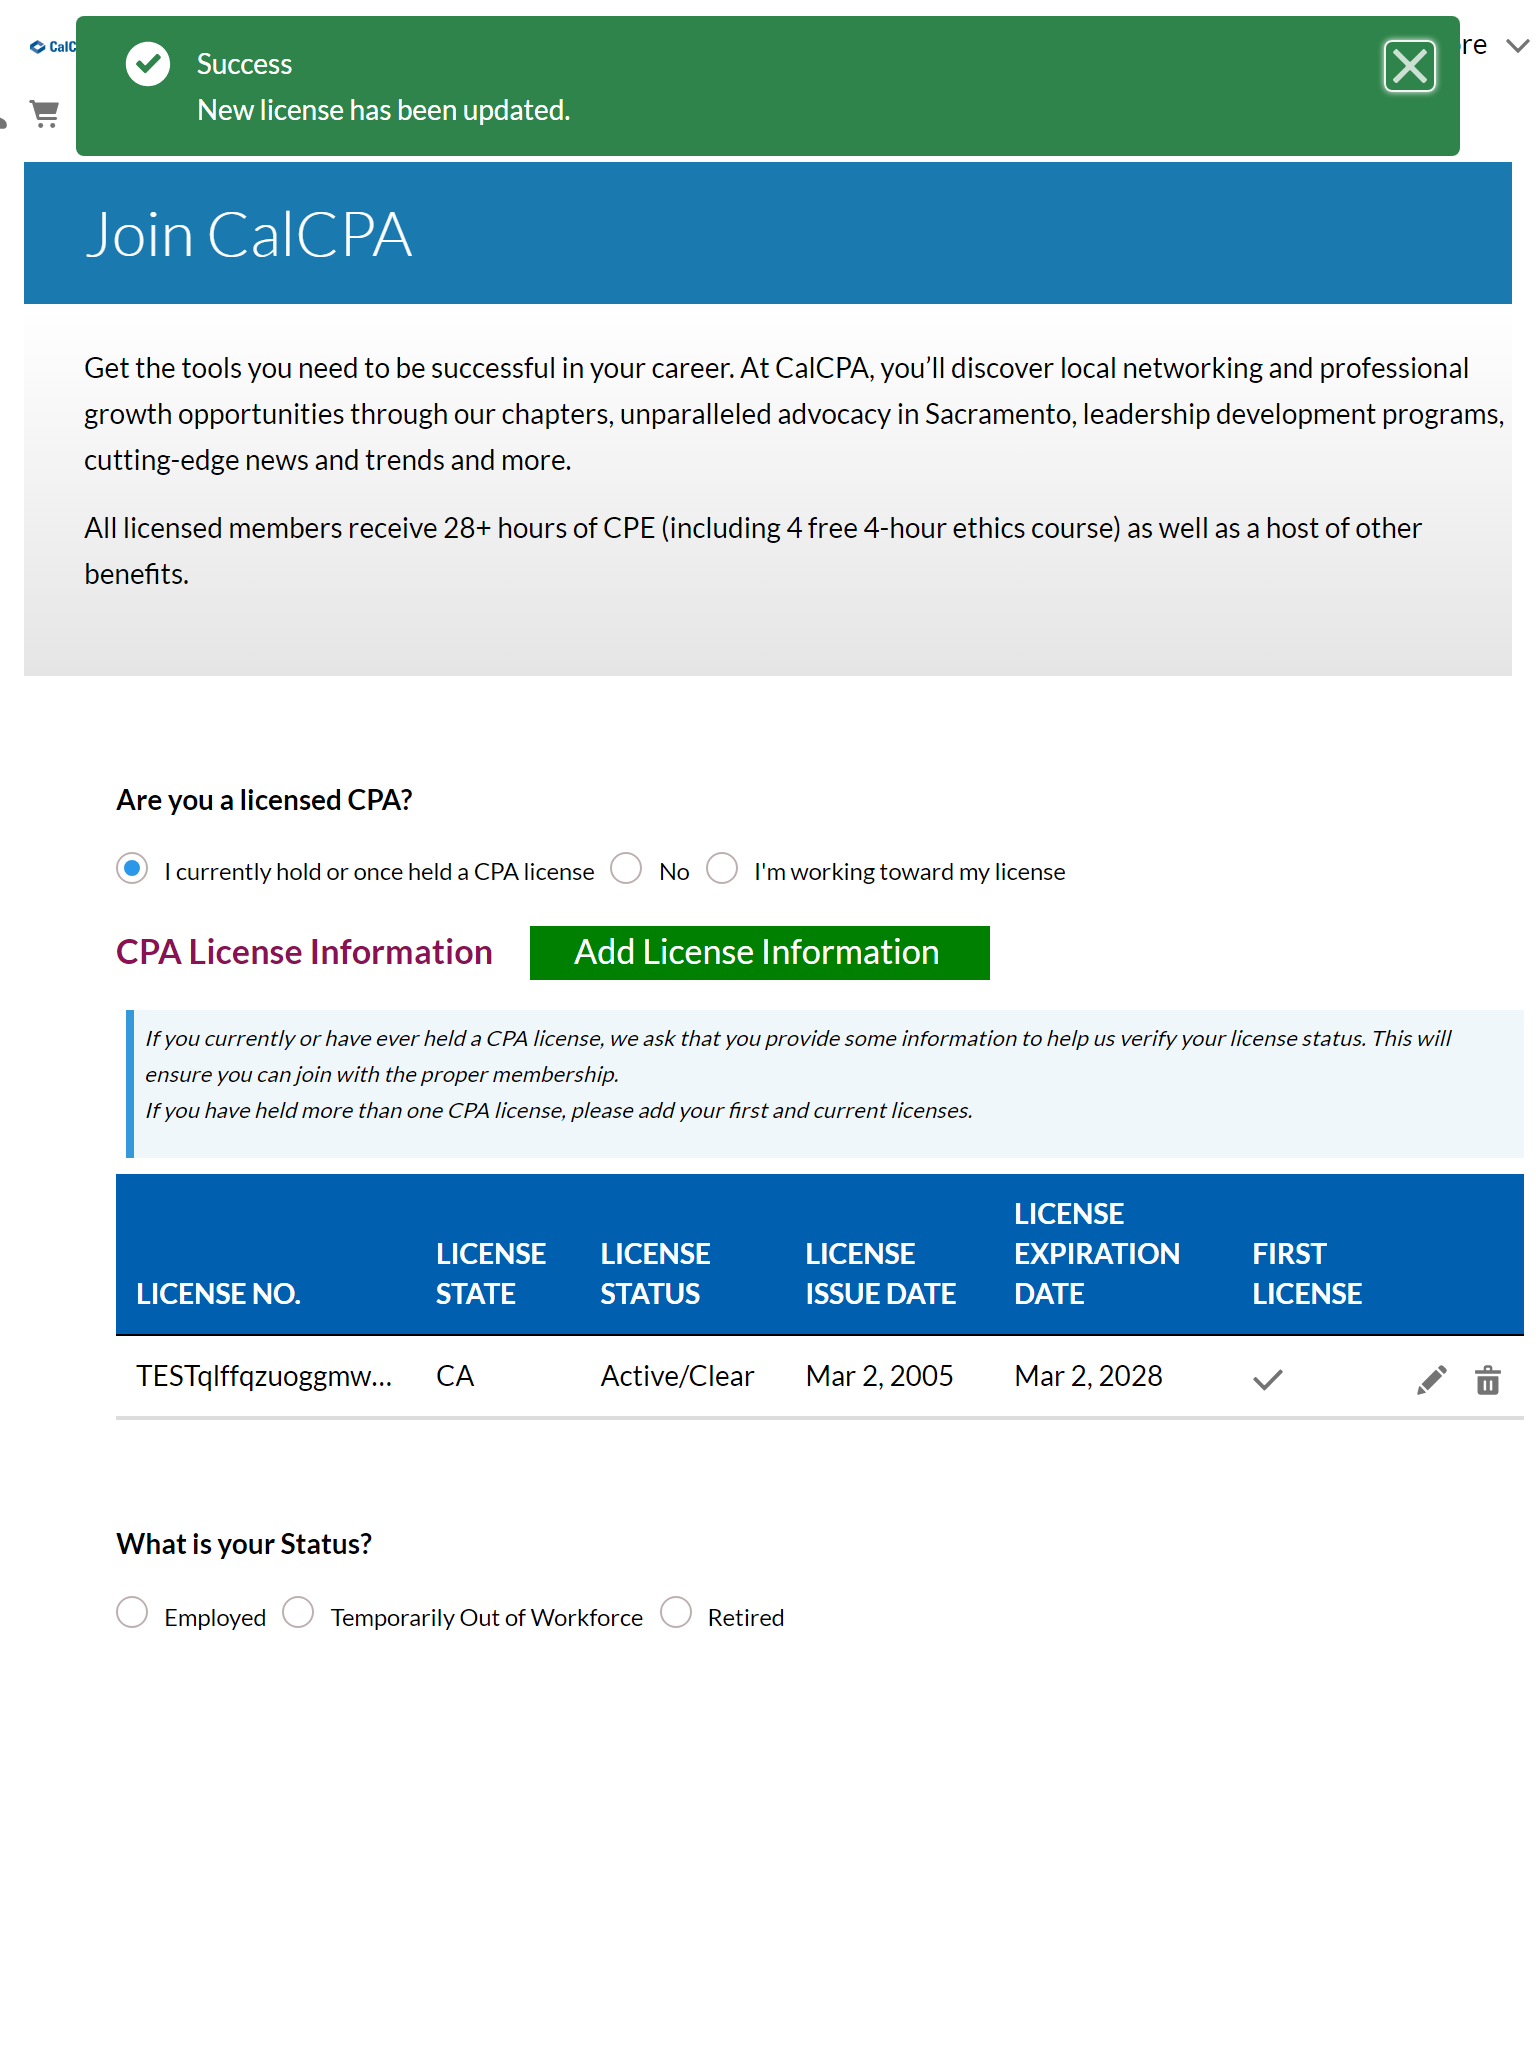 Success
New license has been updated.
Join CalCPA
Get the tools you need to be successful in your career. At CalCPA, you’ll discover local networking and professional
growth opportunities through our chapters, unparalleled advocacy in Sacramento, leadership development programs,
cutting-edge news and trends and more.
All licensed members receive 28+ hours of CPE (including 4 free 4-hour ethics course) as well as a host of other
benefits.
Are you a licensed CPA?
I currently hold or once held a CPA license No I'm working toward my license
CPA License Information Add License Information
If you currently or have ever held a CPA license, we ask that you provide some information to help us verify your license status. This will
ensure you can join with the proper membership.
If you have held more than one CPA license, please add your first and current licenses.
LICENSE NO. LICENSE STATE LICENSE STATUS LICENSE ISSUE DATE LICENSE EXPIRATION DATE FIRST LICENSE
TESTqlffqzuoggmw... CA Active/Clear Mar 2, 2005 Mar 2, 2028
What is your Status?
Employed Temporarily Out of Workforce Retired